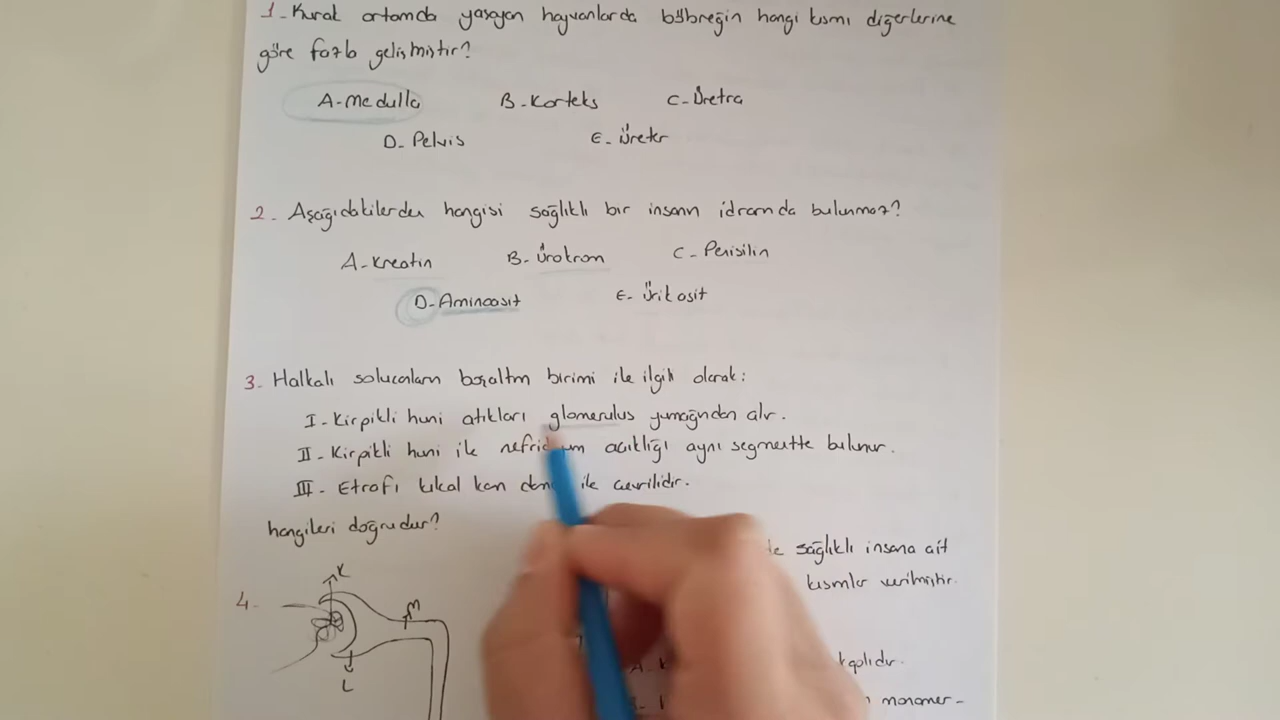 1-Kurak ortamda yaşayan hayvanlarda böbreğin hangi kısmı diğerlerine
göre fazla gelişmiştir?
A-Medulla B-Korteks C-Üretra
D-Pelvis E-Üreter
2- Aşağıdakilerden hangisi sağlıklı bir insanın idrarında bulunmaz?
A-Kreatin B-Ürokrom C-Penisilin
D-Aminoasit E-Ürik asit
3- Halkalı solucanların boşaltım birimi ile ilgili olarak:
I-Kirpikli huni atıkları glomerulus yumağından alır.
II-Kirpikli huni ile açıklığı aynı segmentte bulunur.
III- Etrafı kılcal kan ile çevrilidir.
hangileri doğrudur?
sağlıklı insana ait
4- K M L
kısımlar verilmiştir.
A-
monomer-